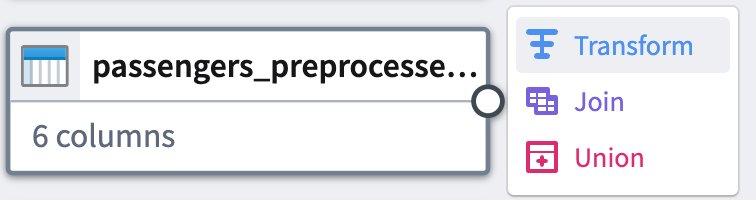 passengers_preprocesse...
6 columns
Transform
Join
Union